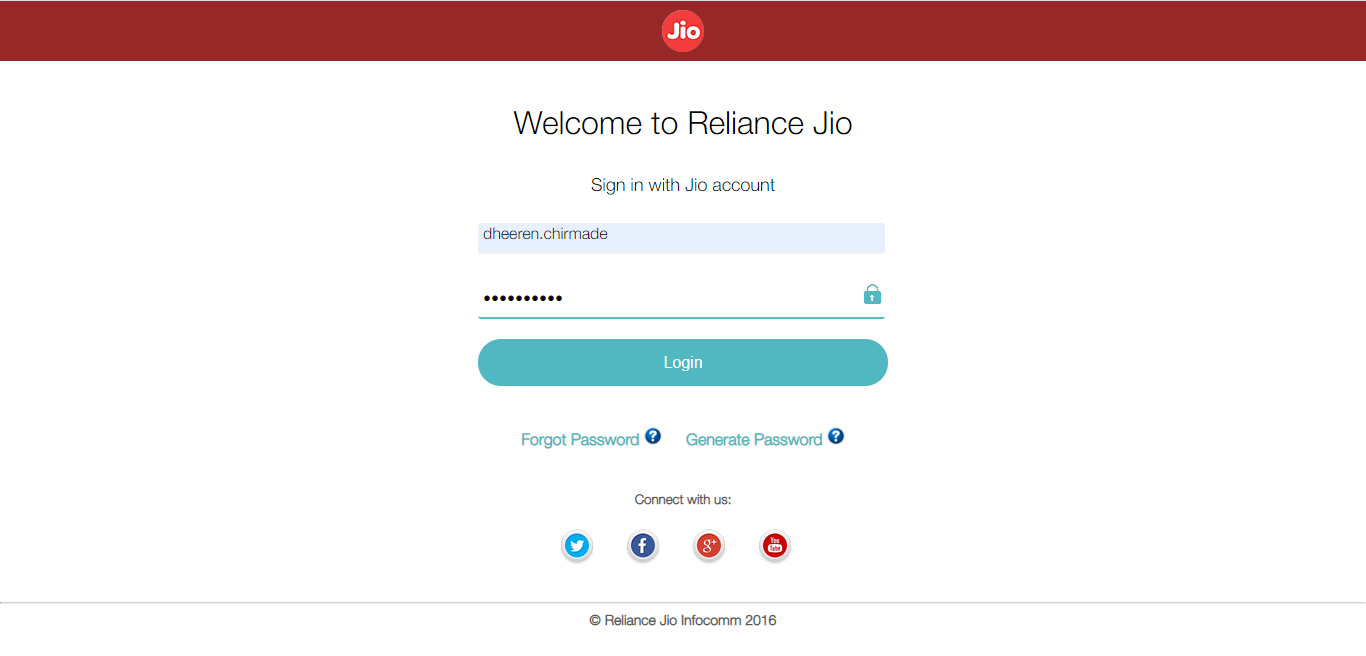 Jio
Welcome to Reliance Jio
Sign in with Jio account
dheeren.chirmade
••••••••••
Login
Forgot Password ? Generate Password ?
Connect with us:
f g+ You Tube
© Reliance Jio Infocomm 2016